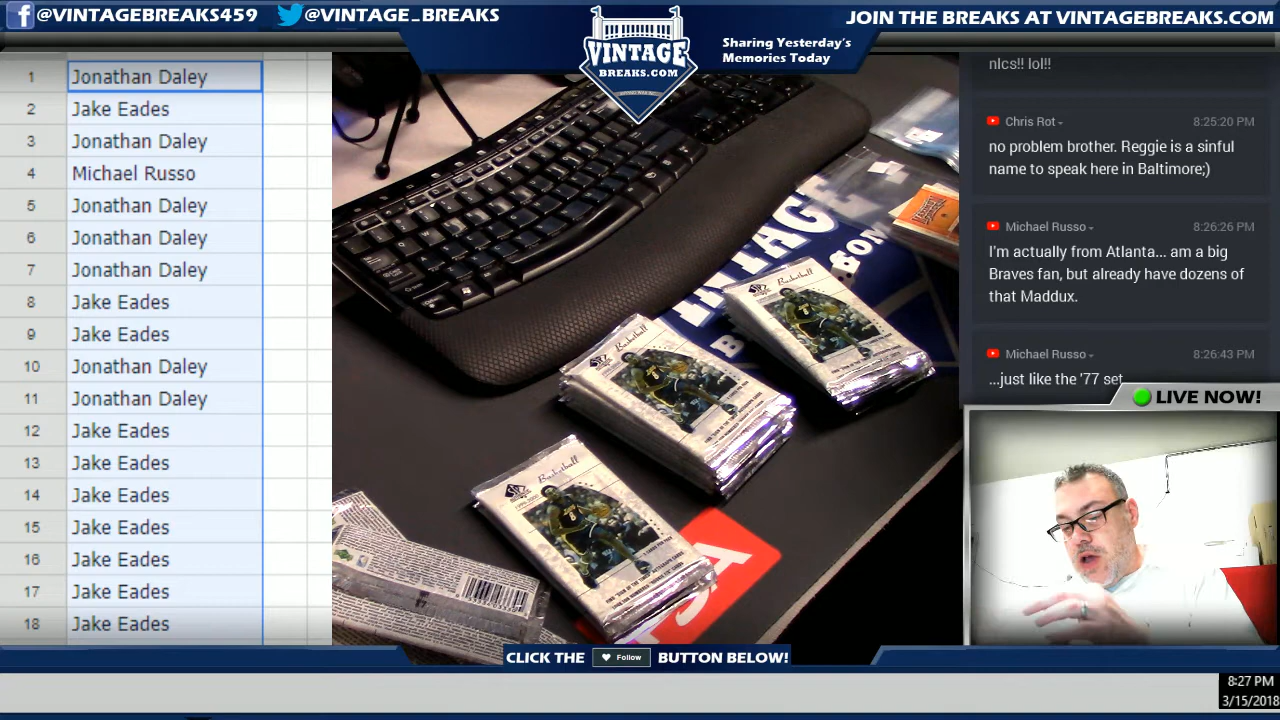 @VINTAGEBREAKS459
@VINTAGE_BREAKS
VINTAGE
BREAKS.COM
Sharing Yesterday's
Memories Today
JOIN THE BREAKS AT VINTAGEBREAKS.COM
1 Jonathan Daley
2 Jake Eades
3 Jonathan Daley
4 Michael Russo
5 Jonathan Daley
6 Jonathan Daley
7 Jonathan Daley
8 Jake Eades
9 Jake Eades
10 Jonathan Daley
11 Jonathan Daley
12 Jake Eades
13 Jake Eades
14 Jake Eades
15 Jake Eades
16 Jake Eades
17 Jake Eades
18 Jake Eades
Basketball
Basketball
Basketball
nlcs!! lol!!
Chris Rot 8:25:20 PM
no problem brother. Reggie is a sinful
name to speak here in Baltimore;)
Michael Russo 8:26:26 PM
I'm actually from Atlanta... am a big
Braves fan, but already have dozens of
that Maddux.
Michael Russo 8:26:43 PM
...just like the '77 set
LIVE NOW!
CLICK THE Follow BUTTON BELOW!
8:27 PM
3/15/2018